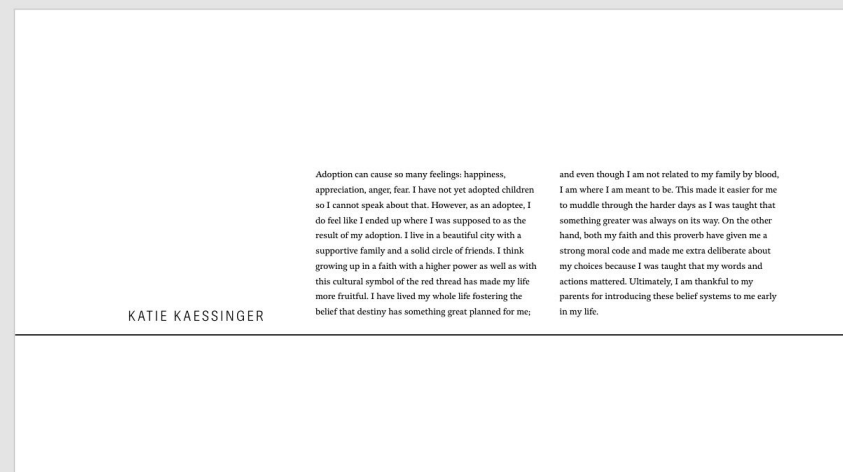 KATIE KAESSINGER
Adoption can cause so many feelings: happiness,
appreciation, anger, fear. I have not yet adopted children
so I cannot speak about that. However, as an adoptee, I
do feel like I ended up where I was supposed to as the
result of my adoption. I live in a beautiful city with a
supportive family and a solid circle of friends. I think
growing up in a faith with a higher power as well as with
this cultural symbol of the red thread has made my life
more fruitful. I have lived my whole life fostering the
belief that destiny has something great planned for me;
and even though I am not related to my family by blood,
I am where I am meant to be. This made it easier for me
to muddle through the harder days as I was taught that
something greater was always on its way. On the other
hand, both my faith and this proverb have given me a
strong moral code and made me extra deliberate about
my choices because I was taught that my words and
actions mattered. Ultimately, I am thankful to my
parents for introducing these belief systems to me early
in my life.